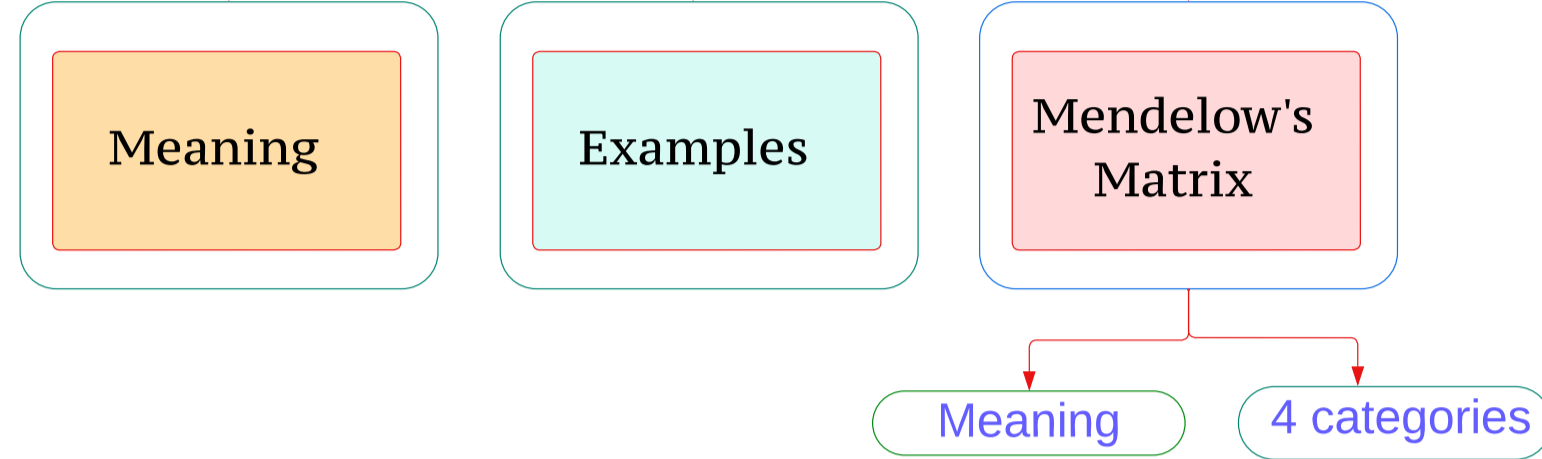 Meaning
Examples
Mendelow's
Matrix
Meaning
4 categories